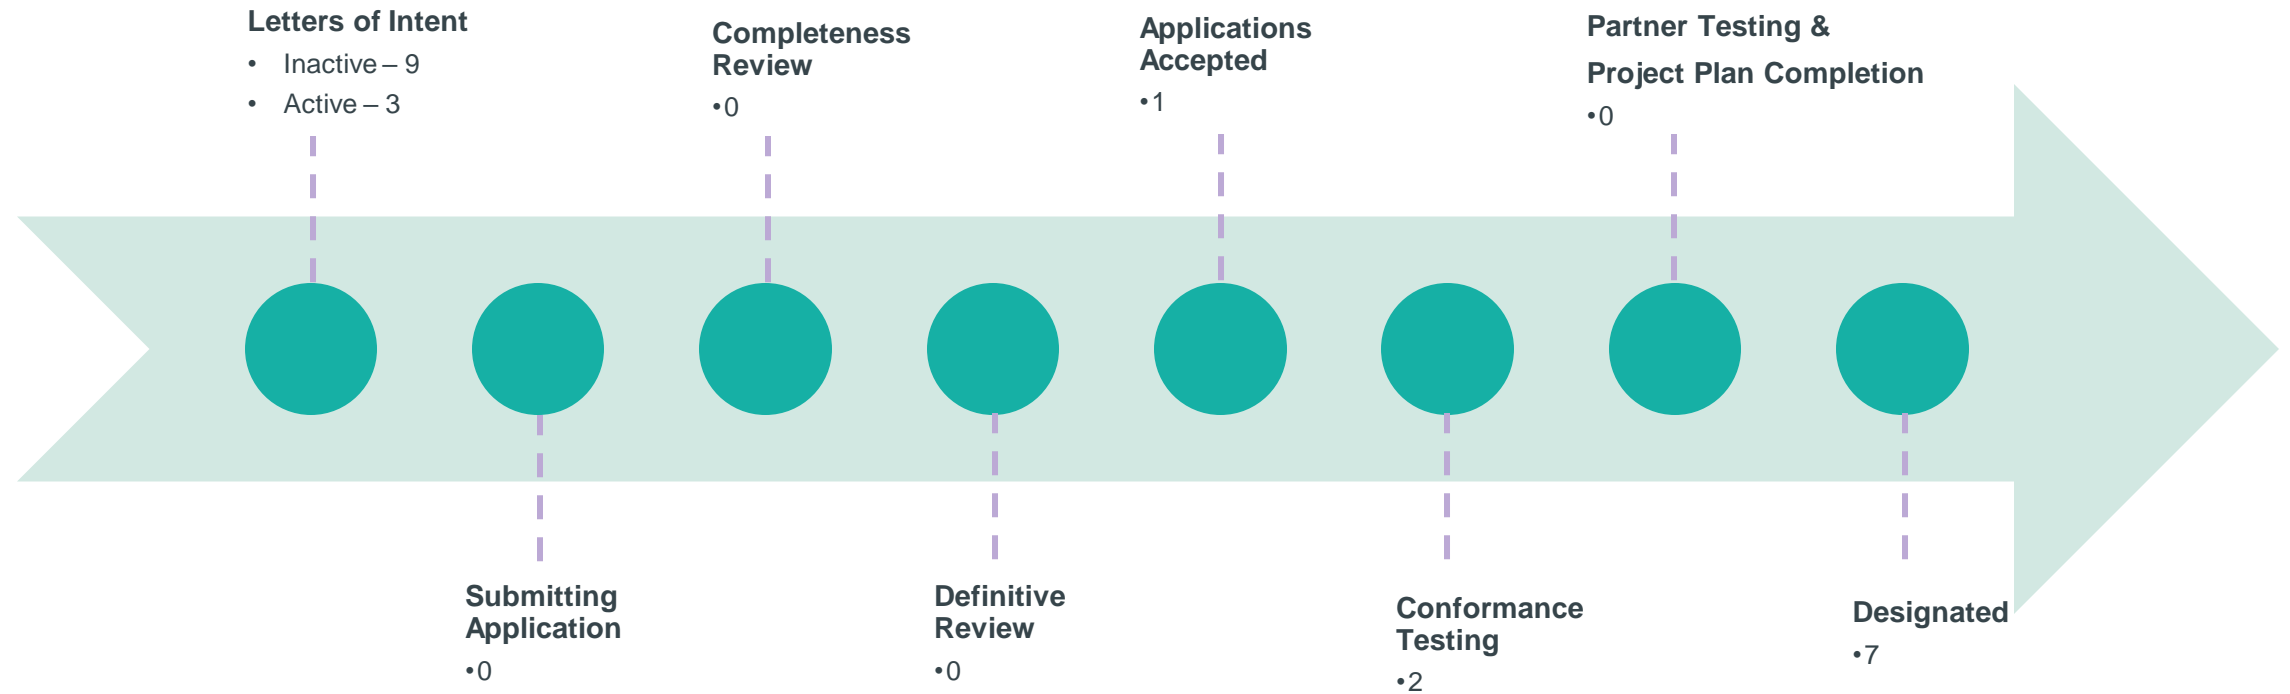 Letters of Intent
• Inactive – 9
• Active – 3
Completeness
Review
•0
Applications
Accepted
•1
Partner Testing &
Project Plan Completion
•0
Submitting
Application
•0
Definitive
Review
•0
Conformance
Testing
•2
Designated
•7